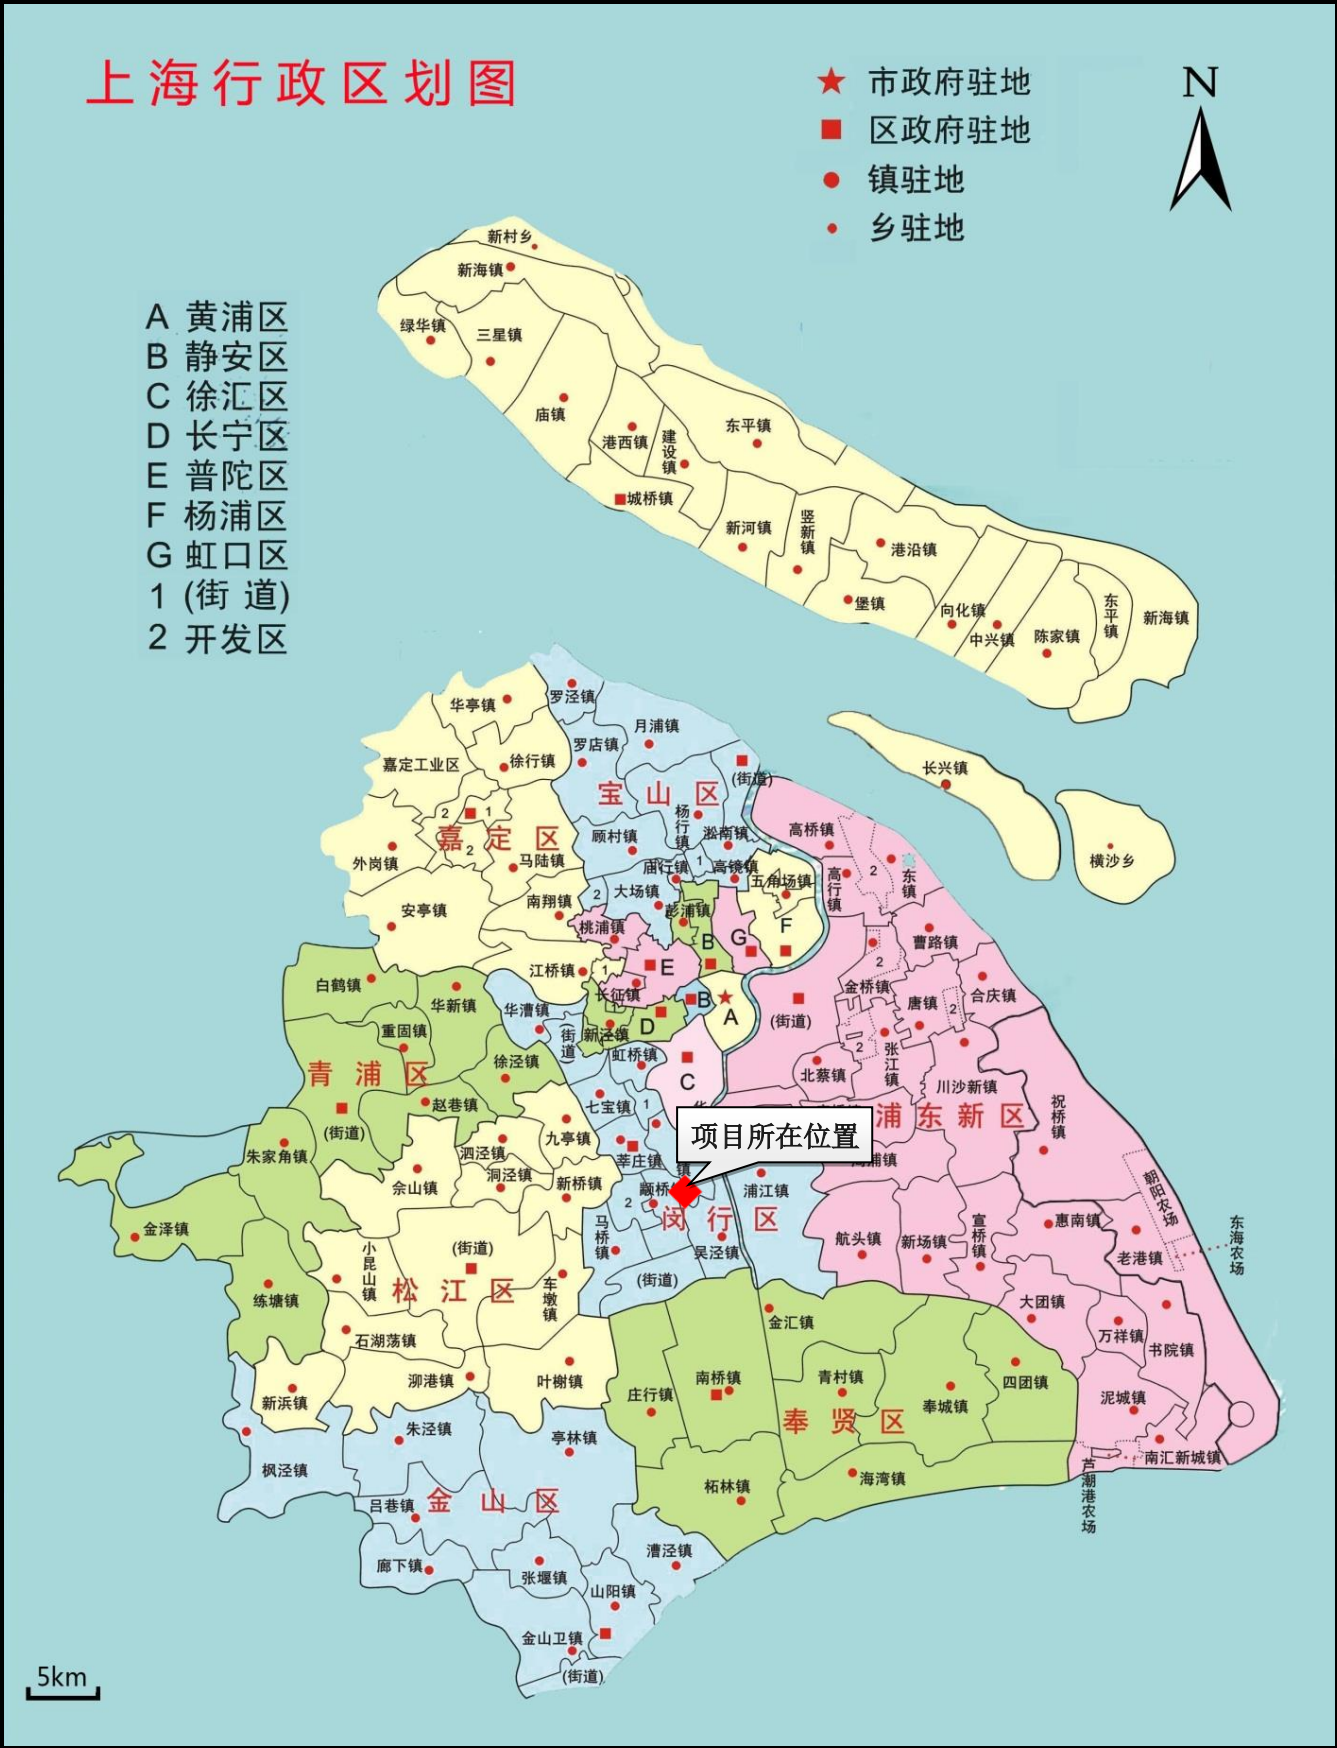 上海行政区划图
市政府驻地
区政府驻地
镇驻地
乡驻地
N
A 黄浦区
B 静安区
C 徐汇区
D 长宁区
E 普陀区
F 杨浦区
G 虹口区
1 (街 道)
2 开发区
新村乡
新海镇
绿华镇
三星镇
庙镇
港西镇
建设镇
东平镇
城桥镇
新河镇
竖新镇
港沿镇
堡镇
向化镇
中兴镇
陈家镇
东平镇
新海镇
长兴镇
横沙乡
罗泾镇
月浦镇
罗店镇
(街道)
宝山区
杨行镇
淞南镇
顾村镇
庙行镇
1
高镜镇
大场镇
2
华亭镇
嘉定工业区
徐行镇
2
1
嘉定区
2
外岗镇
马陆镇
安亭镇
南翔镇
江桥镇
1
五角场镇
F
彭浦镇
B
G
桃浦镇
E
长征镇
B
A
1
新泾镇
D
C
高桥镇
高行镇
2
东镇
曹路镇
2
金桥镇
唐镇
2
合庆镇
(街道)
2
张江镇
北蔡镇
川沙新镇
浦东新区
祝桥镇
朝阳农场
东海农场
惠南镇
老港镇
航头镇
新场镇
宣桥镇
大团镇
万祥镇
书院镇
泥城镇
南汇新城镇
芦潮港农场
白鹤镇
华新镇
重固镇
青浦区
徐泾镇
赵巷镇
(街道)
朱家角镇
金泽镇
练塘镇
华漕镇
(街道)
虹桥镇
七宝镇
1
莘庄镇
镇
项目所在位置
颛桥
2
浦江镇
闵行区
马桥镇
吴泾镇
(街道)
九亭镇
泗泾镇
洞泾镇
佘山镇
新桥镇
小昆山镇
(街道)
松江区
车墩镇
石湖荡镇
泖港镇
叶榭镇
新浜镇
金汇镇
庄行镇
南桥镇
青村镇
奉城镇
四团镇
奉贤区
柘林镇
海湾镇
朱泾镇
亭林镇
枫泾镇
吕巷镇
金山区
廊下镇
张堰镇
漕泾镇
山阳镇
金山卫镇
(街道)
5km